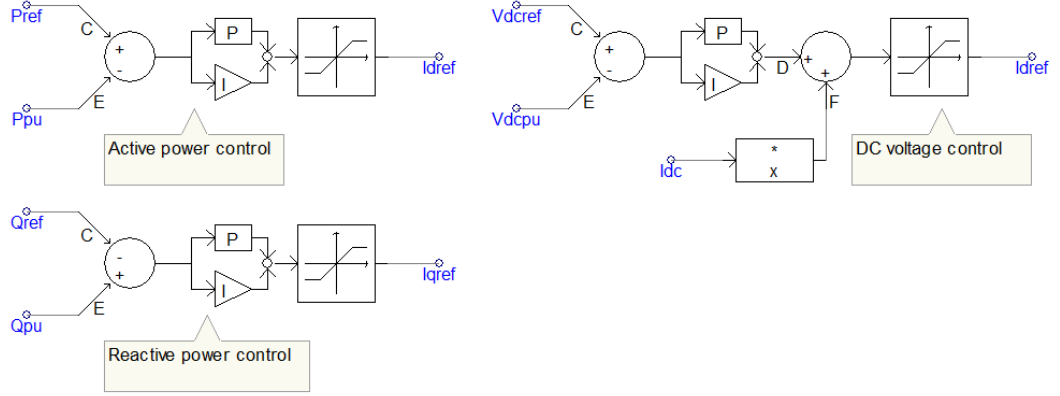 Pref
C
+
-
E
Ppu
P
I
Idref
Active power control
Vdcref
C
+
-
E
Vdcpu
P
I
D
+
+
F
Idref
Idc
*
x
DC voltage control
Qref
C
-
+
E
Qpu
P
I
Iqref
Reactive power control